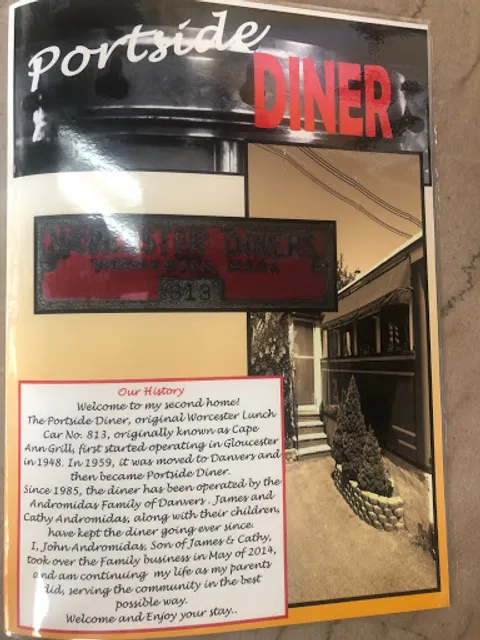 Portside
DINER
WORCESTER DINERS
813
Our History
Welcome to my second home!
The Portside Diner, original Worcester Lunch
Car No. 813, originally known as Cape
Ann Grill, first started operating in Gloucester
in 1948. In 1959, it was moved to Danvers and
then became Portside Diner.
Since 1985, the diner has been operated by the
Andromidas Family of Danvers. James and
Cathy Andromidas, along with their children,
have kept the diner going ever since.
I, John Andromidas, Son of James & Cathy,
took over the Family business in May of 2014,
and am continuing my life as my parents
did, serving the community in the best
possible way.
Welcome and Enjoy your stay..